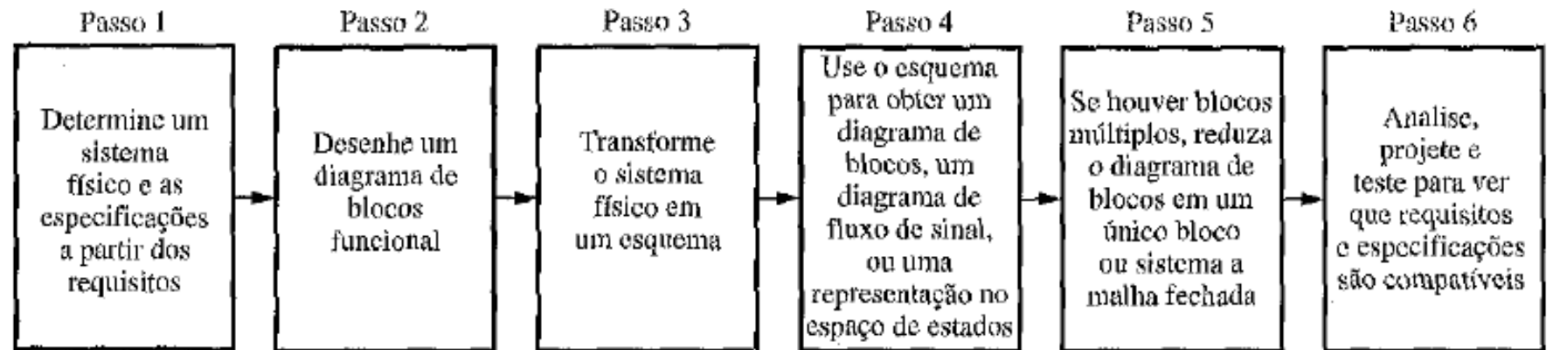 Passo 1
Determine um
sistema
físico e as
especificações
a partir dos
requisitos
Passo 2
Desenhe um
diagrama de
blocos
funcional
Passo 3
Transforme
o sistema
físico em
um esquema
Passo 4
Use o esquema
para obter um
diagrama de
blocos, um
diagrama de
fluxo de sinal,
ou uma
representação no
espaço de estados
Passo 5
Se houver blocos
múltiplos, reduza
o diagrama de
blocos em um
único bloco
ou sistema a
malha fechada
Passo 6
Analise,
projete e
teste para ver
que requisitos
e especificações
são compatíveis